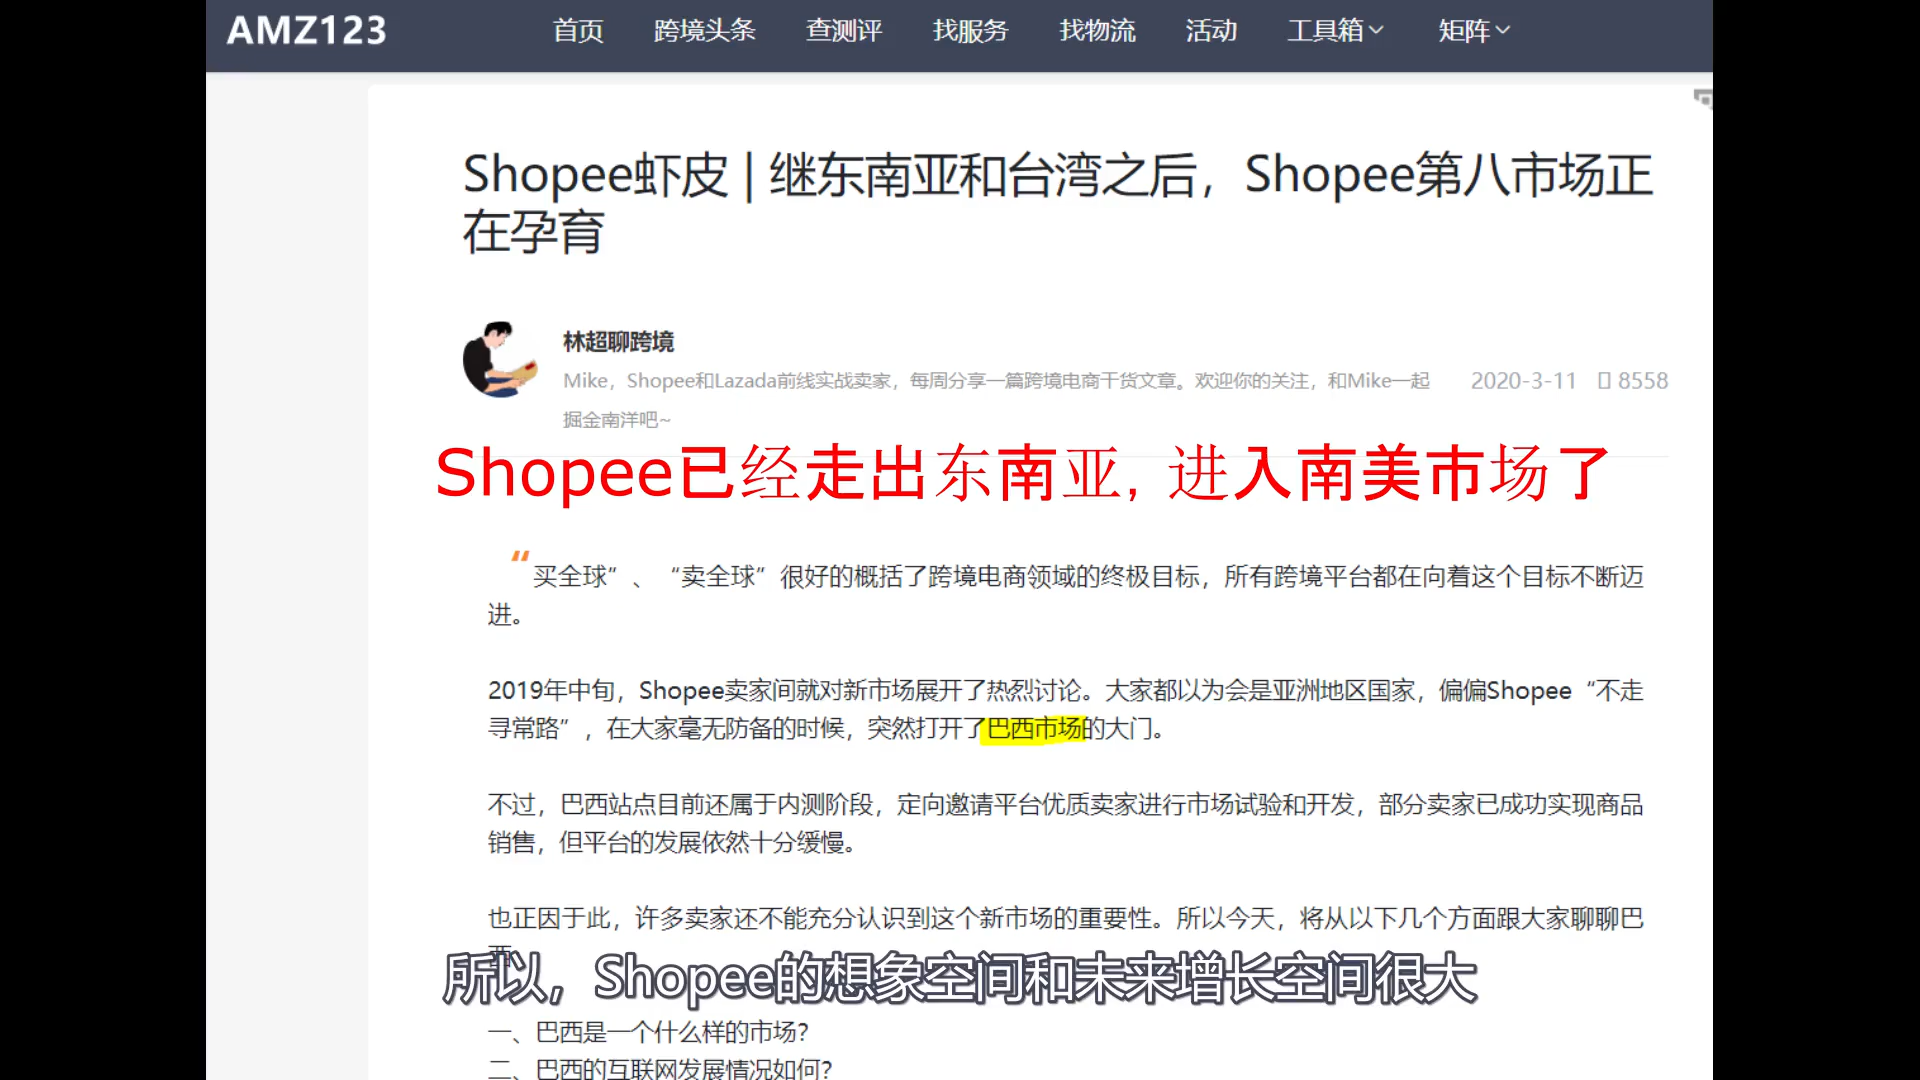 AMZ123
首页 跨境头条 查测评 找服务 找物流 活动 工具箱 矩阵
Shopee虾皮 | 继东南亚和台湾之后，Shopee第八市场正
在孕育
林超聊跨境
Mike，Shopee和Lazada前线实战卖家，每周分享一篇跨境电商干货文章。欢迎你的关注，和Mike一起
掘金南洋吧~
2020-3-11 8558
Shopee已经走出东南亚，进入南美市场了
“买全球”、“卖全球”很好的概括了跨境电商领域的终极目标，所有跨境平台都在向着这个目标不断迈
进。
2019年中旬，Shopee卖家间就对新市场展开了热烈讨论。大家都以为会是亚洲地区国家，偏偏Shopee“不走
寻常路”，在大家毫无防备的时候，突然打开了巴西市场的大门。
不过，巴西站点目前还属于内测阶段，定向邀请平台优质卖家进行市场试验和开发，部分卖家已成功实现商品
销售，但平台的发展依然十分缓慢。
也正因于此，许多卖家还不能充分认识到这个新市场的重要性。所以今天，将从以下几个方面跟大家聊聊巴
所以，Shopee的想象空间和未来增长空间很大
一、巴西是一个什么样的市场？
二、巴西的互联网发展情况如何？